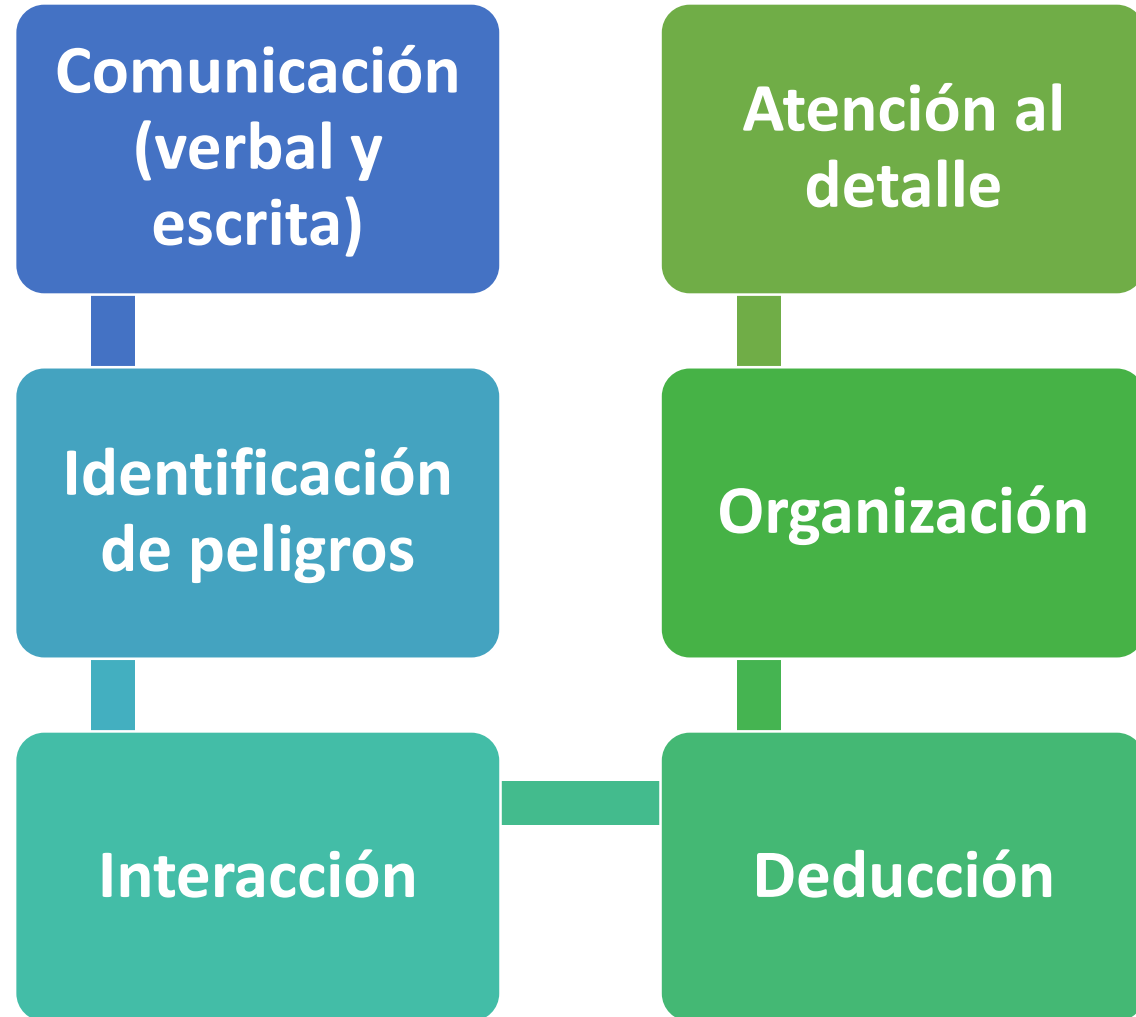 Comunicación
(verbal y
escrita)
Identificación
de peligros
Interacción
Deducción
Organización
Atención al
detalle